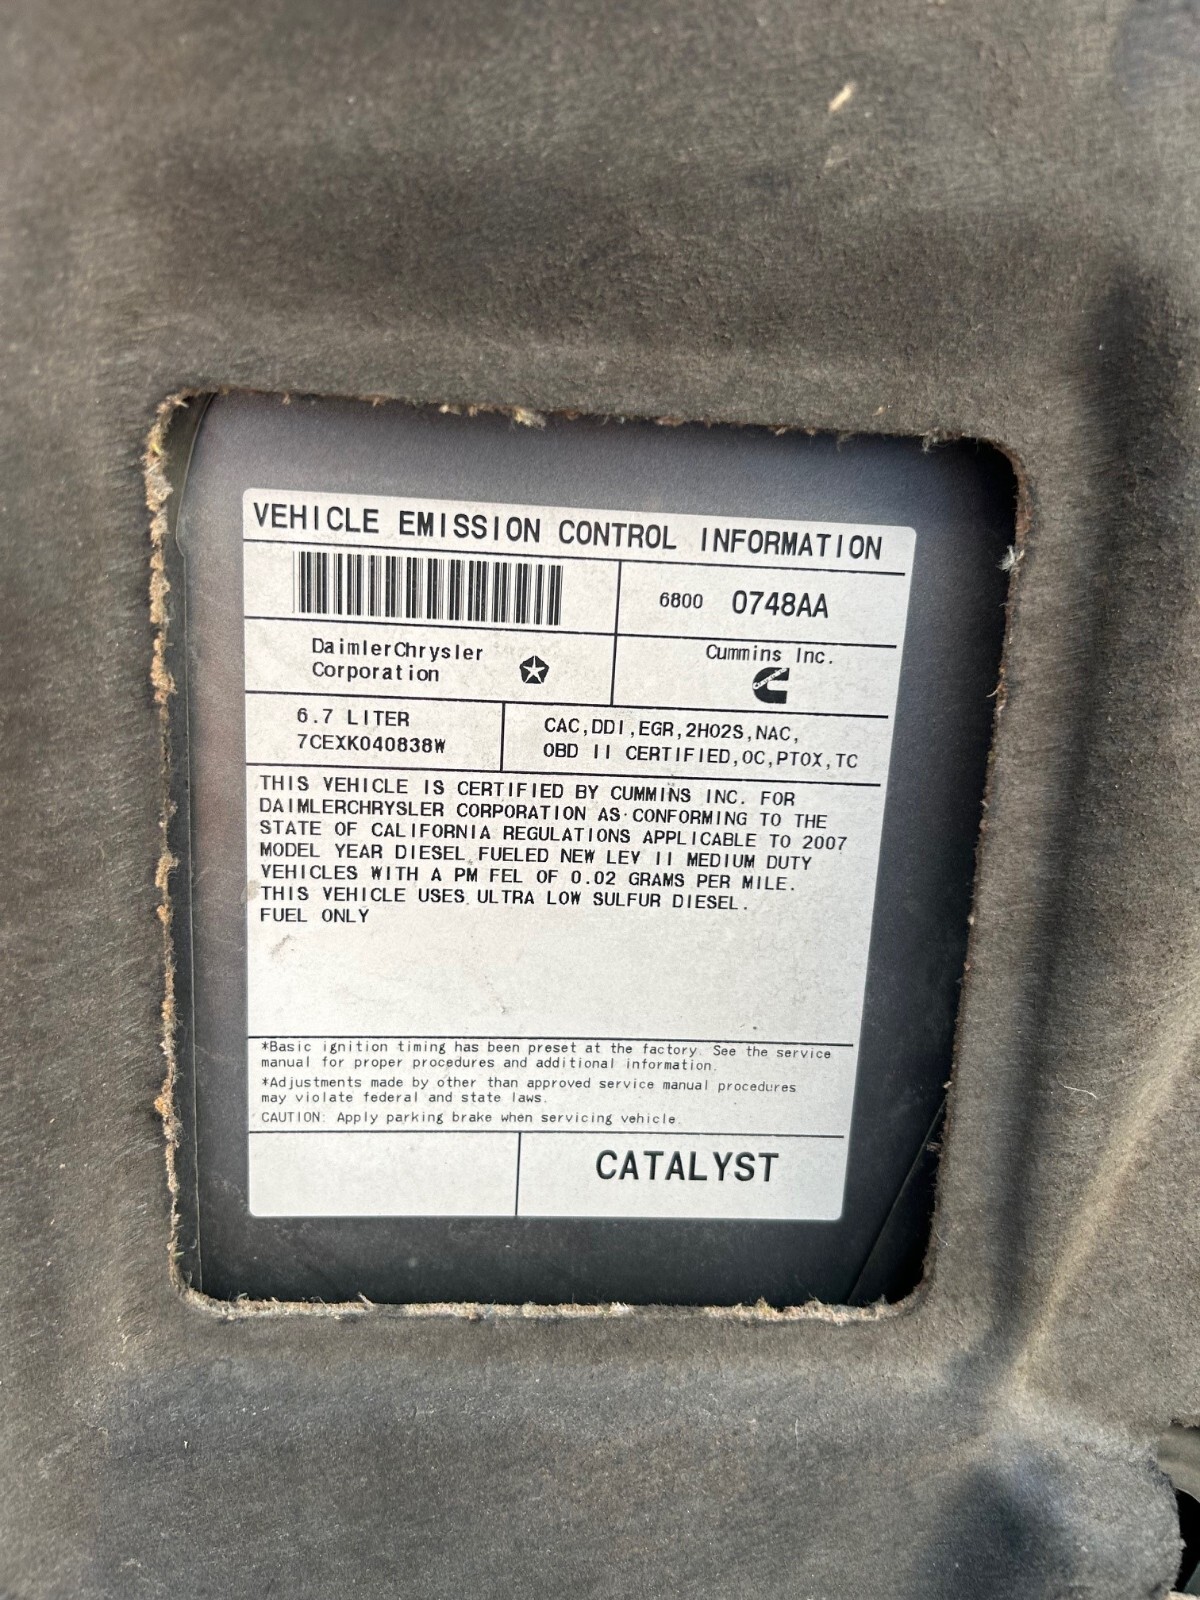 VEHICLE EMISSION CONTROL INFORMATION
6800 0748AA
DaimlerChrysler
Corporation
Cummins Inc.
Cummins
6.7 LITER
7CEXK040838W
CAC,DDI,EGR,2HO2S,NAC,
OBD II CERTIFIED,OC,PTOX,TC
THIS VEHICLE IS CERTIFIED BY CUMMINS INC. FOR
DAIMLERCHRYSLER CORPORATION AS CONFORMING TO THE
STATE OF CALIFORNIA REGULATIONS APPLICABLE TO 2007
MODEL YEAR DIESEL FUELED NEW LEV II MEDIUM DUTY
VEHICLES WITH A PM FEL OF 0.02 GRAMS PER MILE.
THIS VEHICLE USES ULTRA LOW SULFUR DIESEL.
FUEL ONLY
*Basic ignition timing has been preset at the factory. See the service
manual for proper procedures and additional information.
*Adjustments made by other than approved service manual procedures
may violate federal and state laws.
CAUTION: Apply parking brake when servicing vehicle.
CATALYST